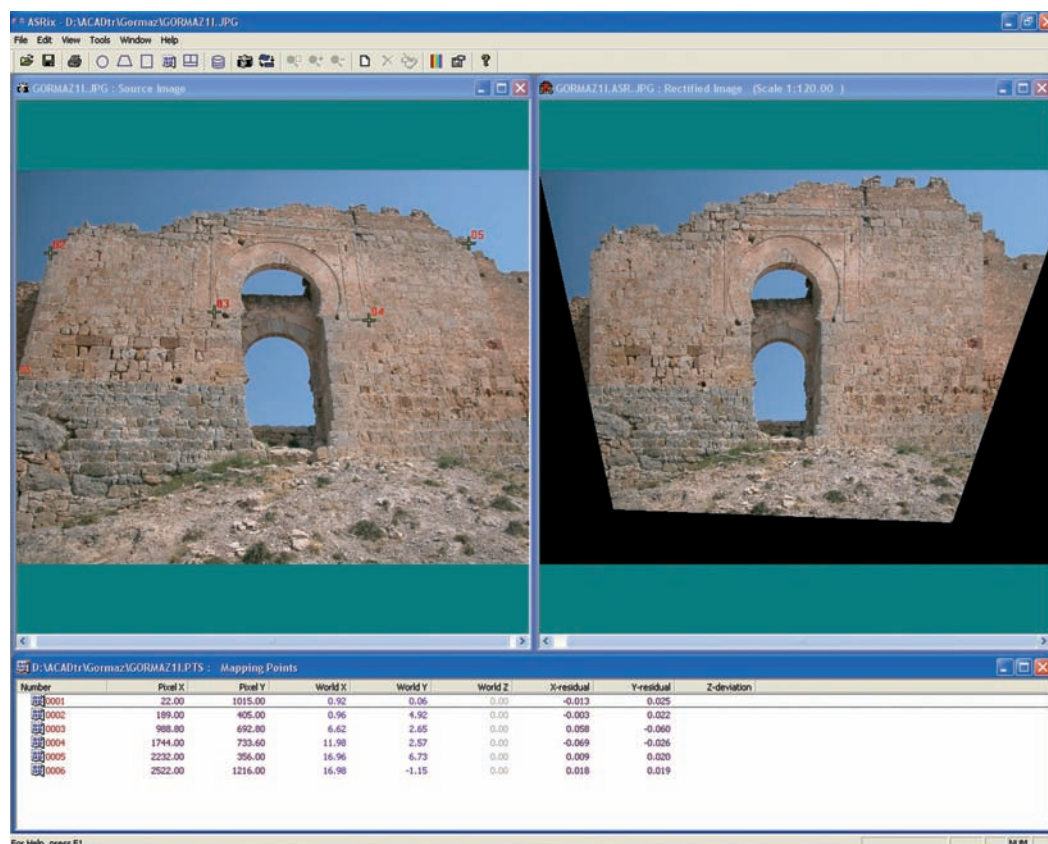 ASRix - D:\ACADtr\Gormaz\GORMAZ1I.JPG
File Edit View Tools Window Help
GORMAZ1I.JPG : Source Image
GORMAZ1I.ASR.JPG : Rectified Image (Scale 1:120.00 )
02
05
03
04
D:\ACADtr\Gormaz\GORMAZ1I.PTS : Mapping Points
Number Pixel X Pixel Y World X World Y World Z X-residual Y-residual Z-deviation
0001 22.00 1015.00 0.92 0.06 0.00 -0.013 0.025
0002 189.00 405.00 0.96 4.92 0.00 -0.003 0.022
0003 988.80 692.80 6.62 2.65 0.00 0.058 -0.060
0004 1744.00 733.60 11.98 2.57 0.00 -0.069 -0.026
0005 2232.00 356.00 16.96 6.73 0.00 0.009 0.020
0006 2522.00 1216.00 16.98 -1.15 0.00 0.018 0.019
For Help, press F1
NUM